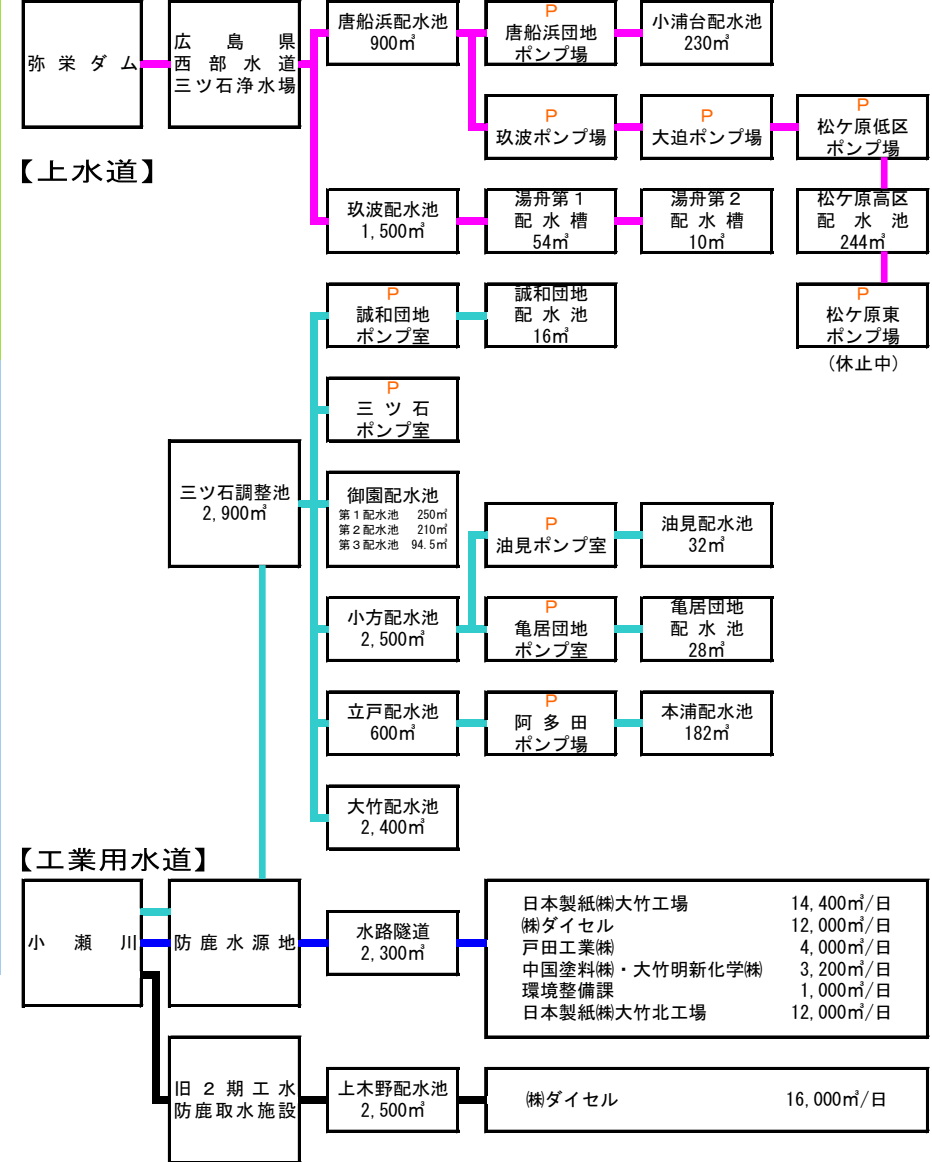 弥栄ダム
広島県
西部水道
三ツ石浄水場
唐船浜配水池
900㎥
P
唐船浜団地
ポンプ場
小浦台配水池
230㎥
P
玖波ポンプ場
P
大迫ポンプ場
P
松ケ原低区
ポンプ場
【上水道】
玖波配水池
1,500㎥
湯舟第1
配水槽
54㎥
湯舟第2
配水槽
10㎥
松ケ原高区
配水池
244㎥
P
誠和団地
ポンプ室
誠和団地
配水池
16㎥
P
松ケ原東
ポンプ場
(休止中)
P
三ツ石
ポンプ室
三ツ石調整池
2,900㎥
御園配水池
第1配水池 250㎥
第2配水池 210㎥
第3配水池 94.5㎥
P
油見ポンプ室
油見配水池
32㎥
小方配水池
2,500㎥
P
亀居団地
ポンプ室
亀居団地
配水池
28㎥
立戸配水池
600㎥
P
阿多田
ポンプ場
本浦配水池
182㎥
大竹配水池
2,400㎥
【工業用水道】
小瀬川
防鹿水源地
水路隧道
2,300㎥
日本製紙㈱大竹工場 14,400㎥/日
㈱ダイセル 12,000㎥/日
戸田工業㈱ 4,000㎥/日
中国塗料㈱・大竹明新化学㈱ 3,200㎥/日
環境整備課 1,000㎥/日
日本製紙㈱大竹北工場 12,000㎥/日
旧2期工水
防鹿取水施設
上木野配水池
2,500㎥
㈱ダイセル 16,000㎥/日